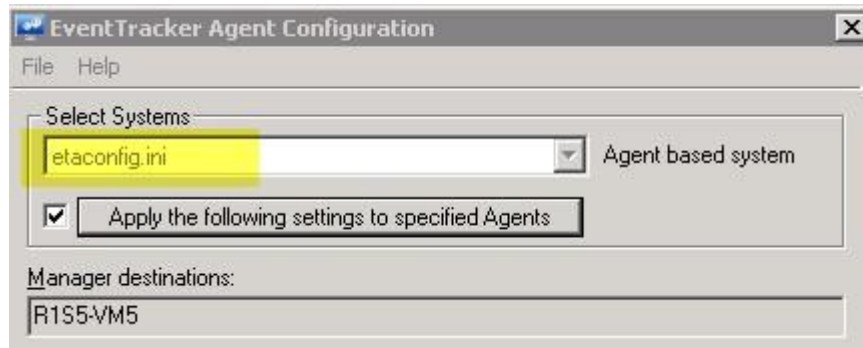 EventTracker Agent Configuration
File Help
Select Systems
etaconfig.ini Agent based system
Apply the following settings to specified Agents
Manager destinations:
R1S5-VM5